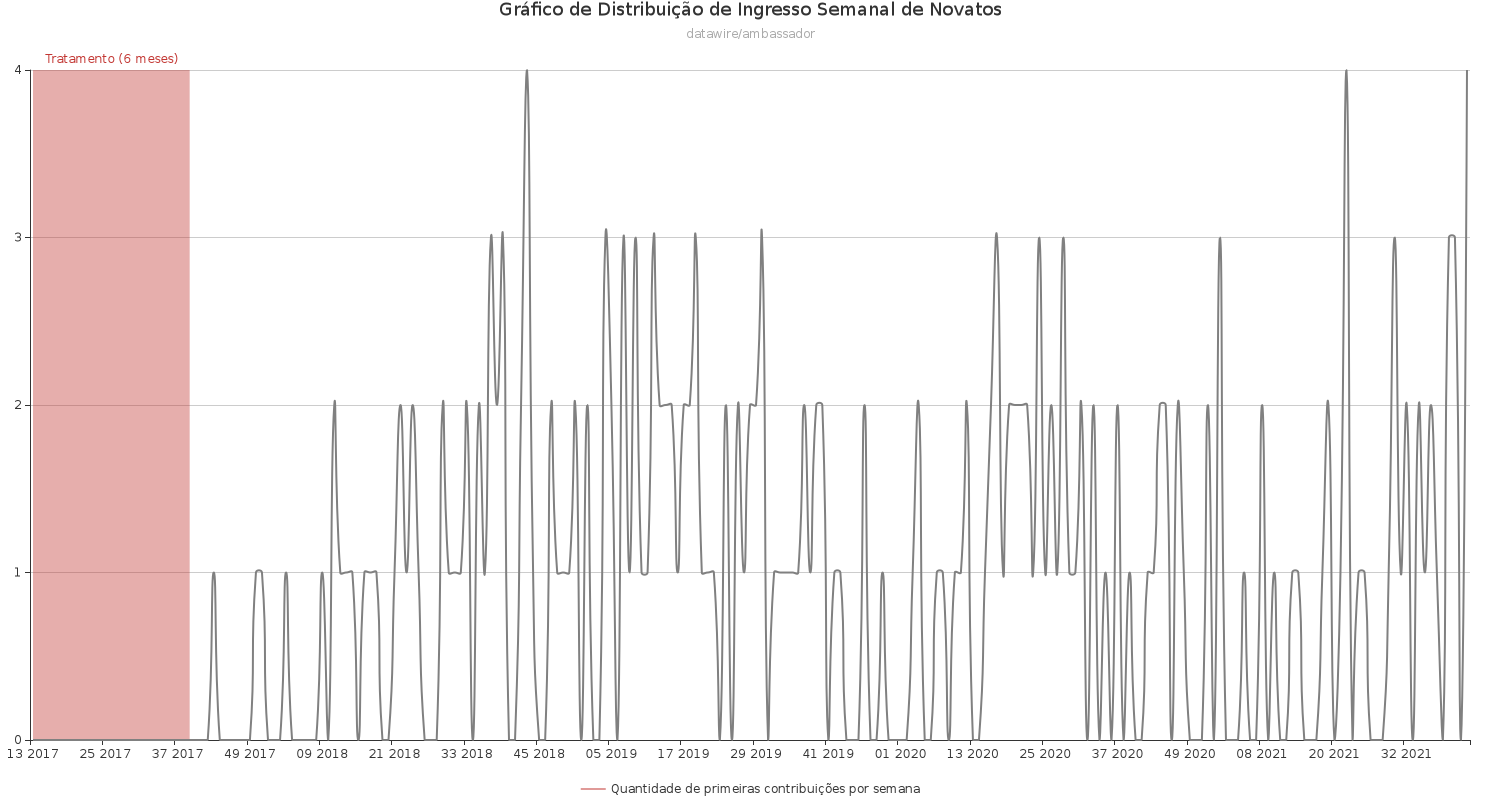 Gráfico de Distribuição de Ingresso Semanal de Novatos
datawire/ambassador
Tratamento (6 meses)
4
3
2
1
0
13 2017 25 2017 37 2017 49 2017 09 2018 21 2018 33 2018 45 2018 05 2019 17 2019 29 2019 41 2019 01 2020 13 2020 25 2020 37 2020 49 2020 08 2021 20 2021 32 2021
Quantidade de primeiras contribuições por semana